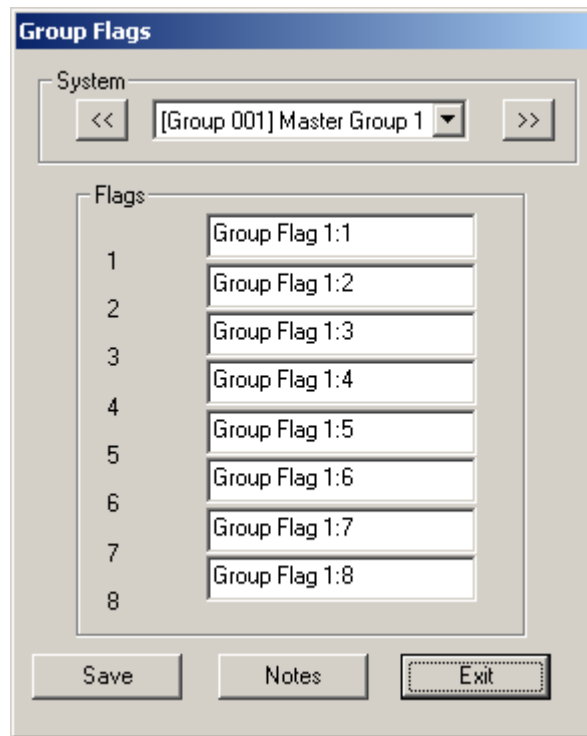 Group Flags
System
<< [Group 001] Master Group 1 >>
Flags
Group Flag 1:1
1
Group Flag 1:2
2
Group Flag 1:3
3
Group Flag 1:4
4
Group Flag 1:5
5
Group Flag 1:6
6
Group Flag 1:7
7
Group Flag 1:8
8
Save Notes Exit